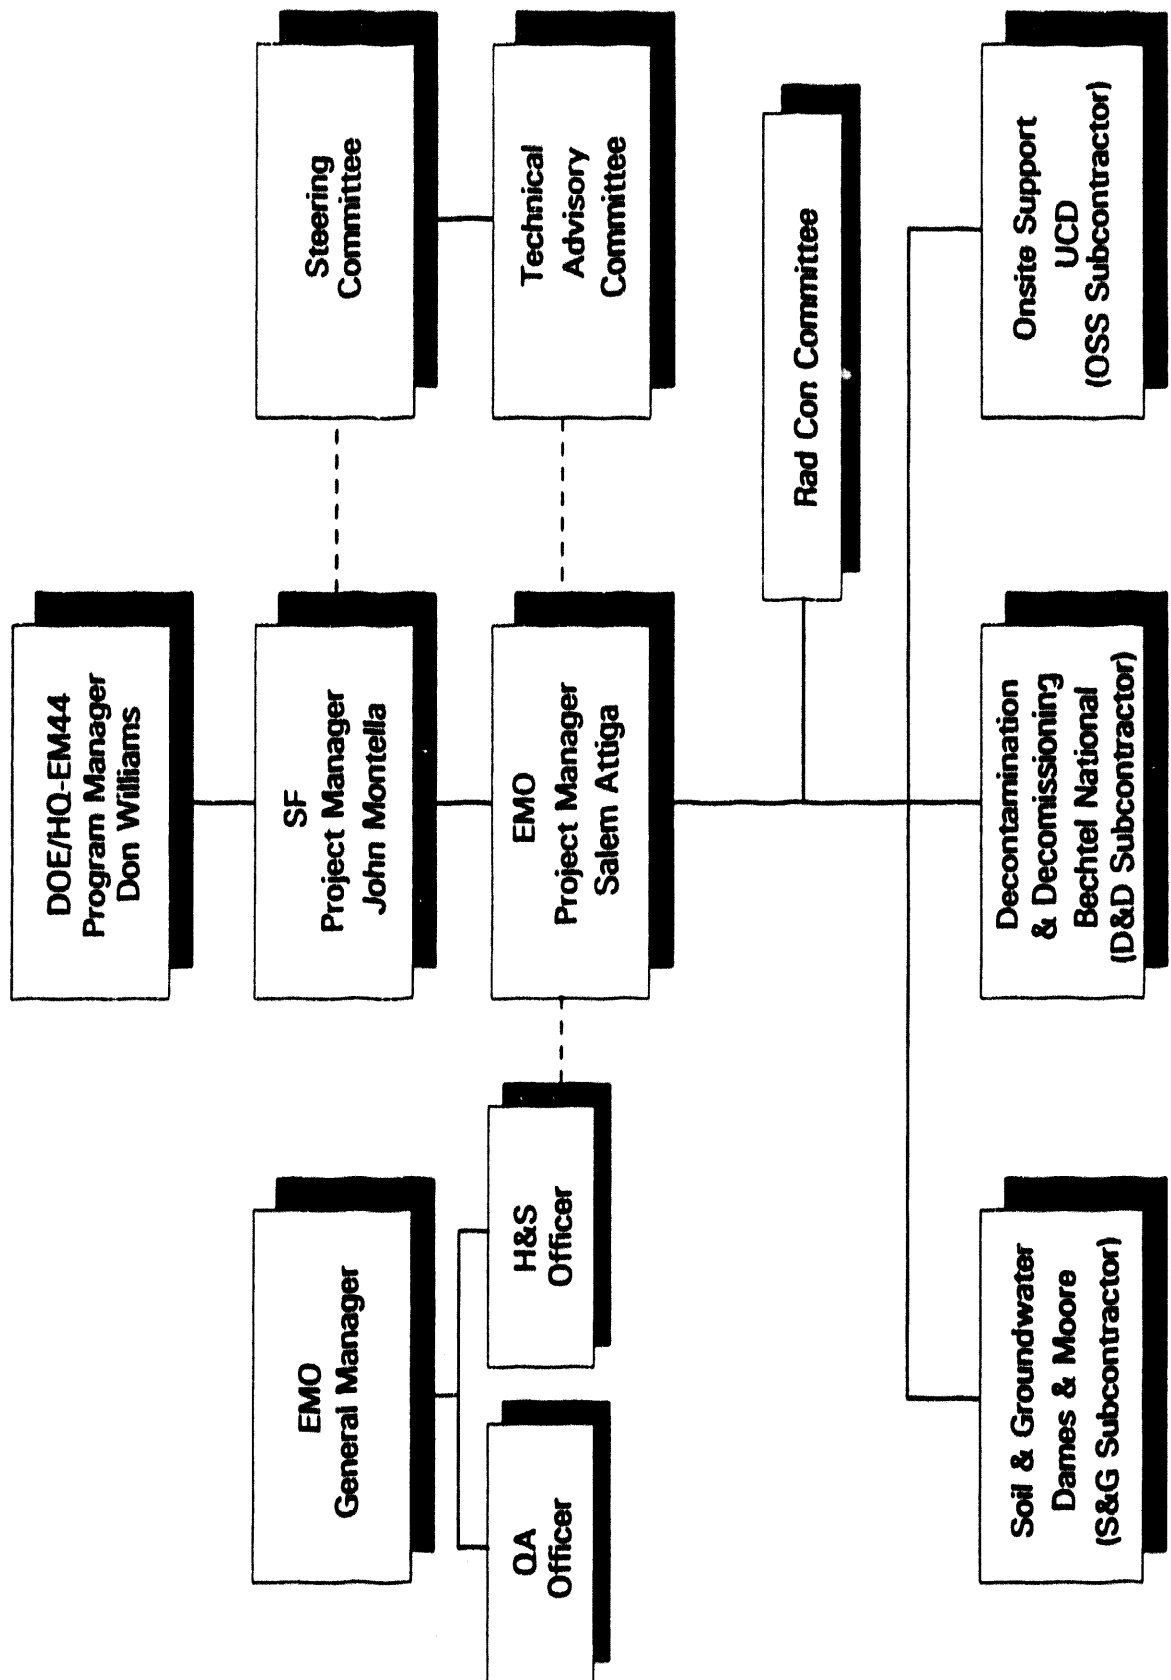 DOE/HQ-EM44
Program Manager
Don Williams
EMO
General Manager
SF
Project Manager
John Montella
Steering
Committee
QA
Officer
H&S
Officer
EMO
Project Manager
Salem Attiga
Technical
Advisory
Committee
Rad Con Committee
Soil & Groundwater
Dames & Moore
(S&G Subcontractor)
Decontamination
& Decomissioning
Bechtel National
(D&D Subcontractor)
Onsite Support
UCD
(OSS Subcontractor)